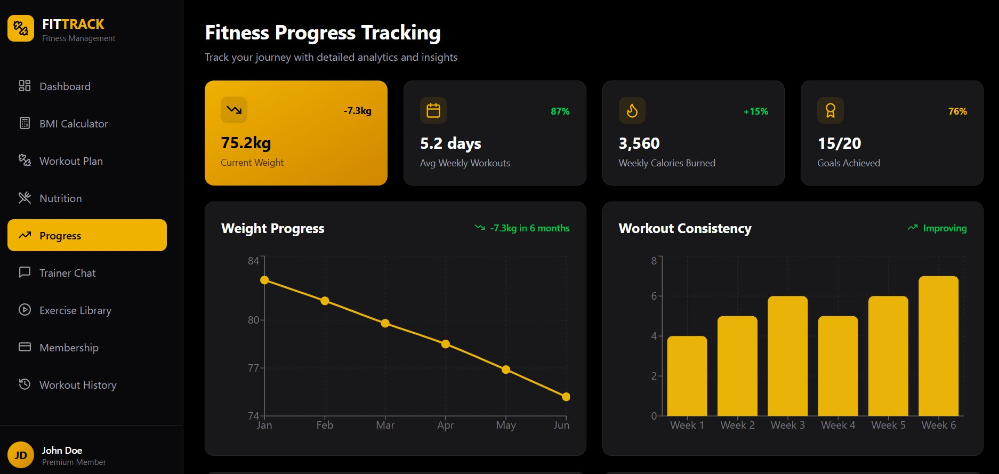 FITTRACK
Fitness Management
Dashboard
BMI Calculator
Workout Plan
Nutrition
Progress
Trainer Chat
Exercise Library
Membership
Workout History
JD
John Doe
Premium Member
Fitness Progress Tracking
Track your journey with detailed analytics and insights
-7.3kg
75.2kg
Current Weight
87%
5.2 days
Avg Weekly Workouts
+15%
3,560
Weekly Calories Burned
76%
15/20
Goals Achieved
Weight Progress
-7.3kg in 6 months
84
80
77
74
Jan Feb Mar Apr May Jun
Workout Consistency
Improving
8
6
4
2
0
Week 1 Week 2 Week 3 Week 4 Week 5 Week 6